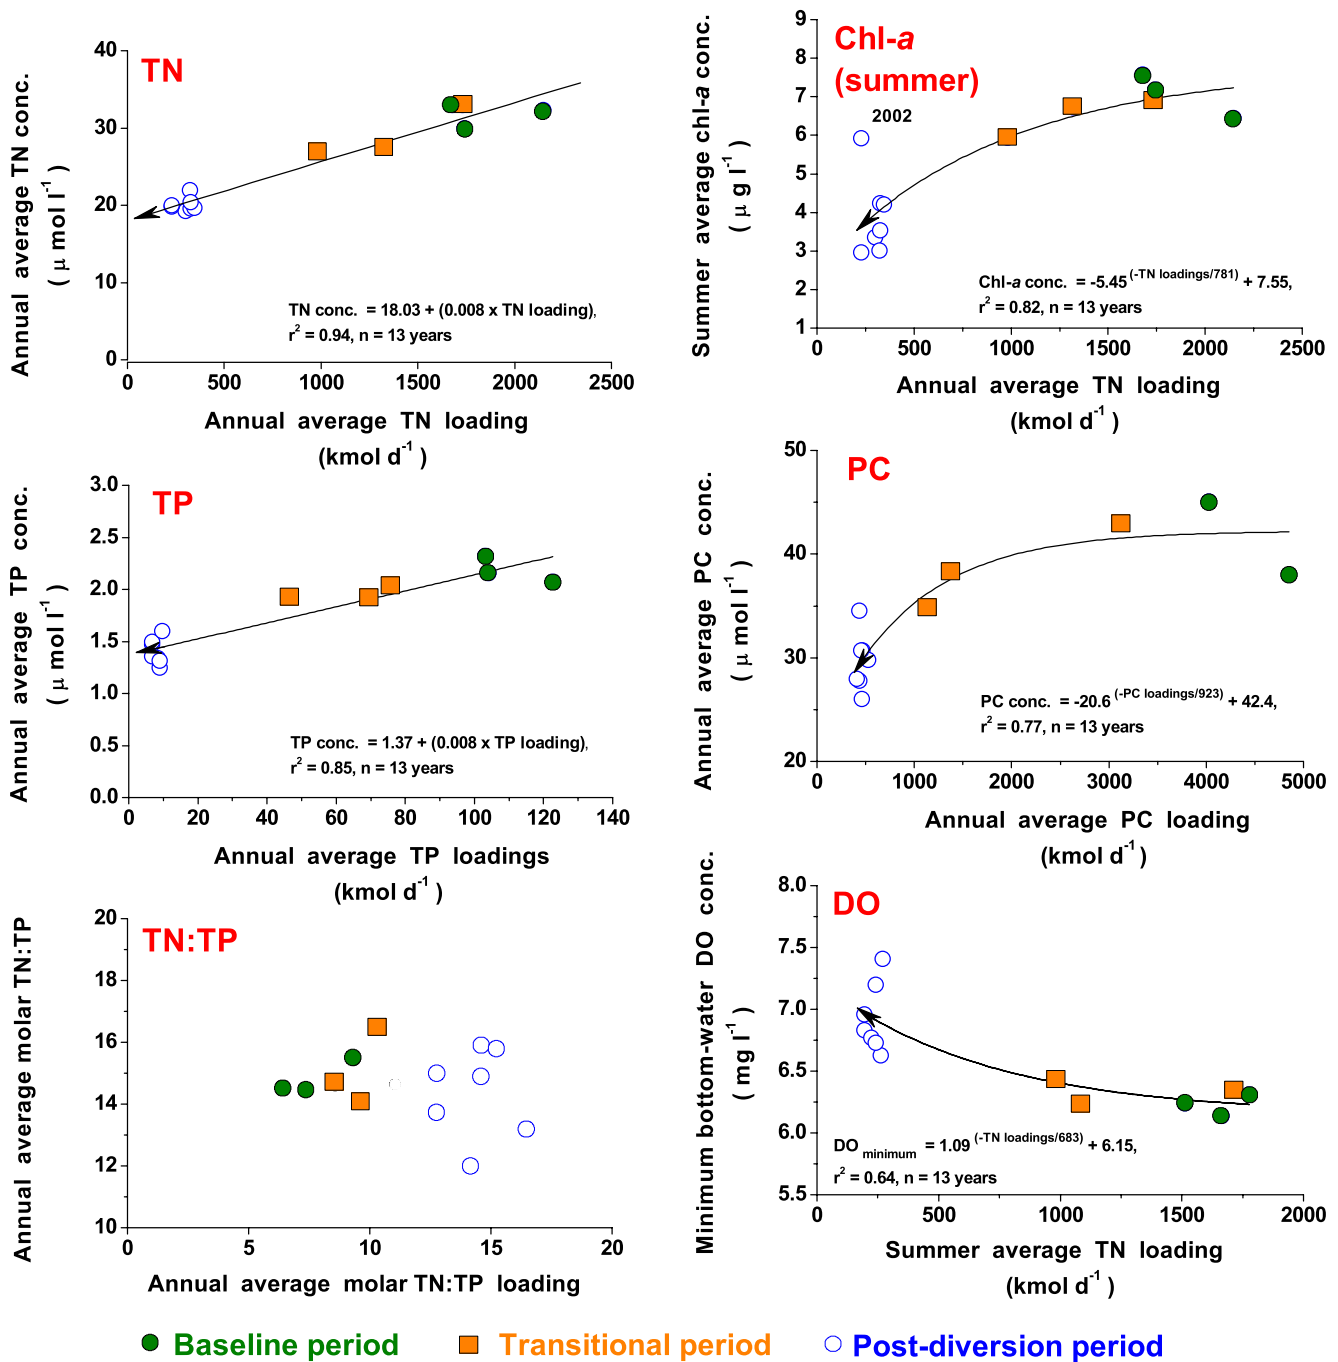 TN
Annual average TN conc.
( μ mol l-1 )
40
30
20
10
0
TN conc. = 18.03 + (0.008 x TN loading),
r2 = 0.94, n = 13 years
0 500 1000 1500 2000 2500
Annual average TN loading
(kmol d-1 )
Chl-a
(summer)
Summer average chl-a conc.
( μ g l-1 )
9
8
7
6
5
4
3
2
1
2002
Chl-a conc. = -5.45 (-TN loadings/781) + 7.55,
r2 = 0.82, n = 13 years
0 500 1000 1500 2000 2500
Annual average TN loading
(kmol d-1 )
TP
Annual average TP conc.
( μ mol l-1 )
3.0
2.5
2.0
1.5
1.0
0.5
0.0
TP conc. = 1.37 + (0.008 x TP loading),
r2 = 0.85, n = 13 years
0 20 40 60 80 100 120 140
Annual average TP loadings
(kmol d-1 )
PC
Annual average PC conc.
( μ mol l-1 )
50
40
30
20
PC conc. = -20.6 (-PC loadings/923) + 42.4,
r2 = 0.77, n = 13 years
0 1000 2000 3000 4000 5000
Annual average PC loading
(kmol d-1 )
TN:TP
Annual average molar TN:TP
20
18
16
14
12
10
0 5 10 15 20
Annual average molar TN:TP loading
DO
Minimum bottom-water DO conc.
( mg l-1 )
8.0
7.5
7.0
6.5
6.0
5.5
DO minimum = 1.09 (-TN loadings/683) + 6.15,
r2 = 0.64, n = 13 years
0 500 1000 1500 2000
Summer average TN loading
(kmol d-1 )
Baseline period Transitional period Post-diversion period